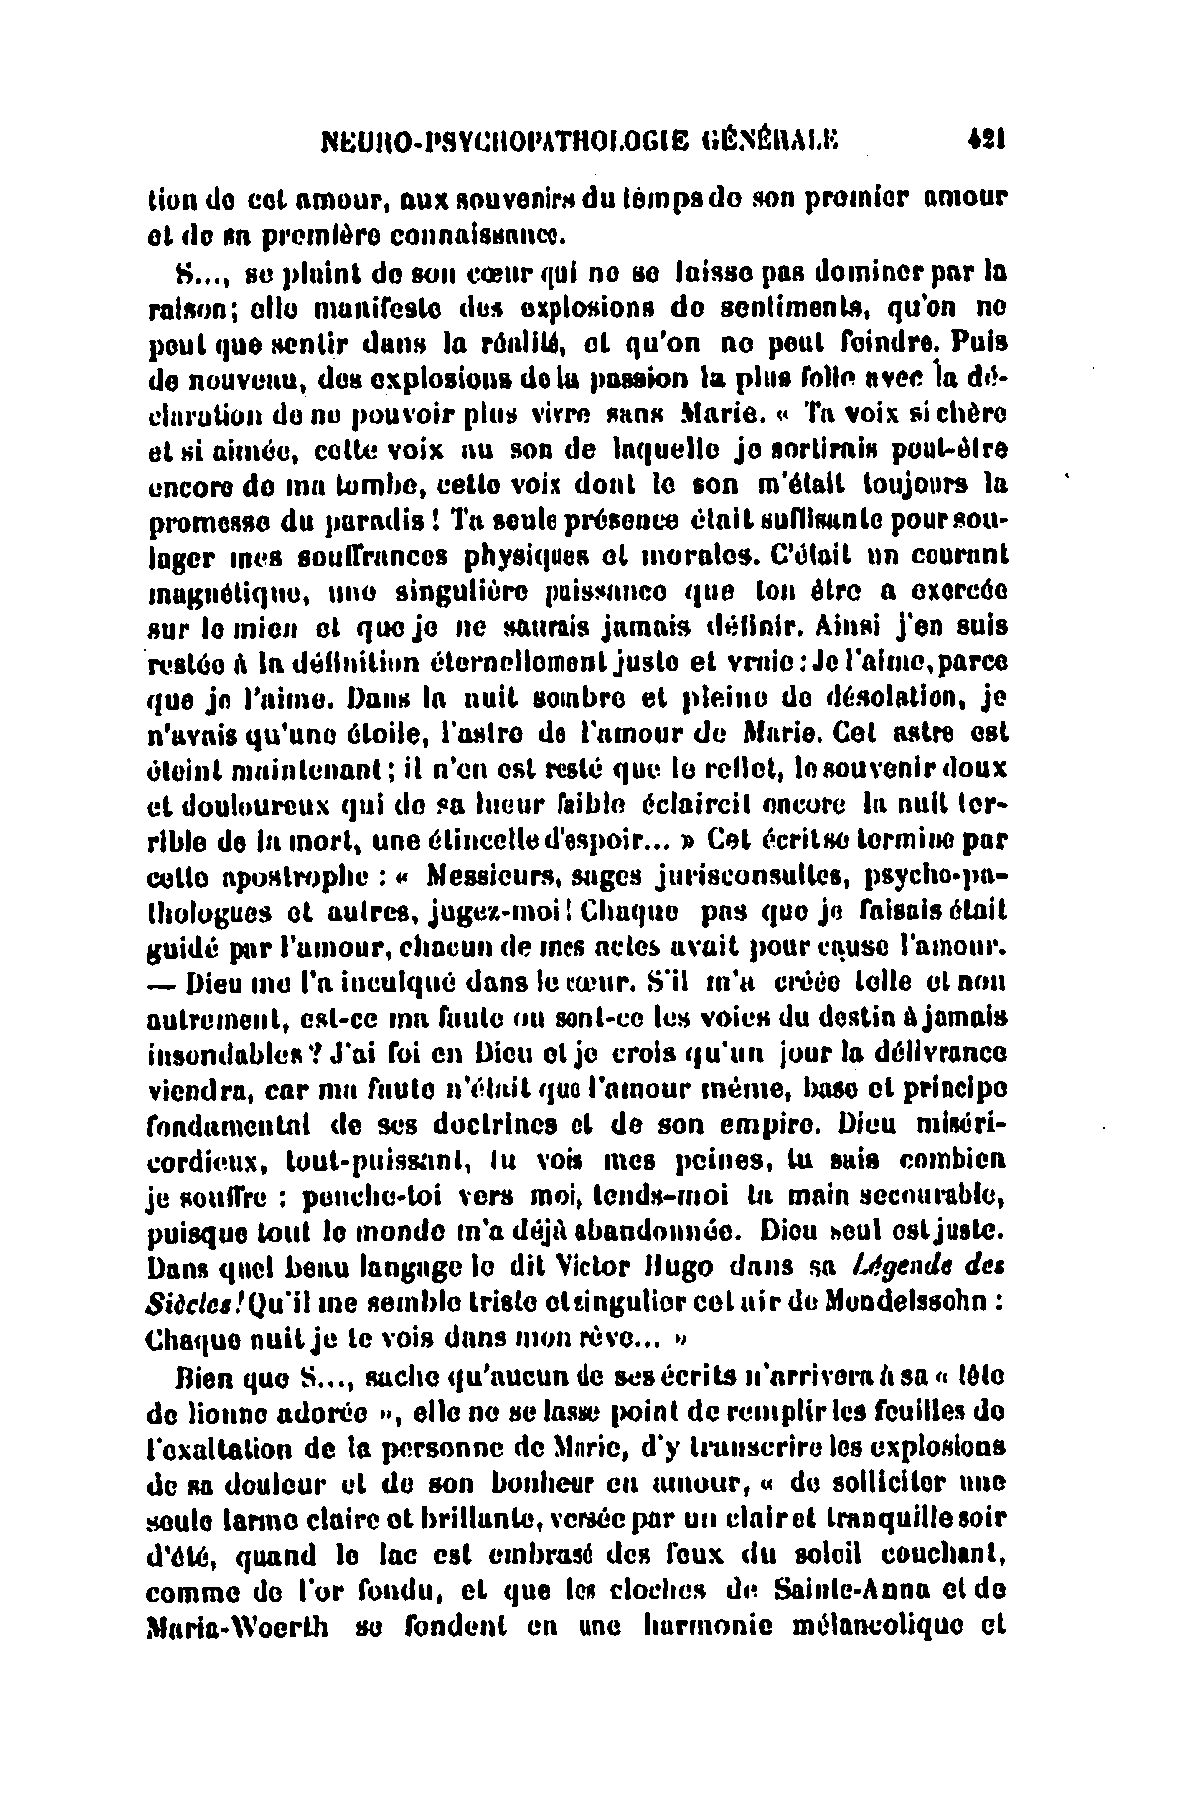 NEURO-PSYCHOPATHOLOGIE GÉNÉRALE 421
tion de cet amour, aux souvenirs du temps de son premier amour
et de sa première connaissance.
S..., se plaint de son cœur qui ne se laisse pas dominer par la
raison; elle manifeste des explosions de sentiments, qu'on ne
peut que sentir dans la réalité, et qu'on ne peut feindre. Puis
de nouveau, des explosions de la passion la plus folle avec la dé-
claration de ne pouvoir plus vivre sans Marie. « Ta voix si chère
et si aimée, cette voix au son de laquelle je sortirais peut-être
encore de ma tombe, cette voix dont le son m'était toujours la
promesse du paradis! Ta seule présence était suffisante pour sou-
lager mes souffrances physiques et morales. C'était un courant
magnétique, une singulière puissance que ton être a exercée
sur le mien et que je ne saurais jamais définir. Ainsi j'en suis
restée à la définition éternellement juste et vraie : Je l'aime, parce
que je l'aime. Dans la nuit sombre et pleine de désolation, je
n'avais qu'une étoile, l'astre de l'amour de Marie. Cet astre est
éteint maintenant; il n'en est resté que le reflet, le souvenir doux
et douloureux qui de sa lueur faible éclaircit encore la nuit ter-
rible de la mort, une étincelle d'espoir... » Cet écrit se termine par
cette apostrophe : « Messieurs, sages jurisconsultes, psycho-pa-
thologues et autres, jugez-moi! Chaque pas que je faisais était
guidé par l'amour, chacun de mes actes avait pour cause l'amour.
— Dieu me l'a inculqué dans le cœur. S'il m'a créée telle et non
autrement, est-ce ma faute ou sont-ce les voies du destin à jamais
insondables? J'ai foi en Dieu et je crois qu'un jour la délivrance
viendra, car ma faute n'était que l'amour même, base et principe
fondamental de ses doctrines et de son empire. Dieu miséri-
cordieux, tout-puissant, tu vois mes peines, tu sais combien
je souffre : penche-toi vers moi, tends-moi ta main secourable,
puisque tout le monde m'a déjà abandonnée. Dieu seul est juste.
Dans quel beau langage le dit Victor Hugo dans sa Légende des
Siècles! Qu'il me semble triste et singulier cet air de Mendelssohn :
Chaque nuit je te vois dans mon rêve... »
Bien que S..., sache qu'aucun de ses écrits n'arrivera à sa « tête
de lionne adorée », elle ne se lasse point de remplir les feuilles de
l'exaltation de la personne de Marie, d'y transcrire les explosions
de sa douleur et de son bonheur en amour, « de solliciter une
seule larme claire et brillante, versée par un clair et tranquille soir
d'été, quand le lac est embrasé des feux du soleil couchant,
comme de l'or fondu, et que les cloches de Sainte-Anna et de
Maria-Woerth se fondent en une harmonie mélancolique et